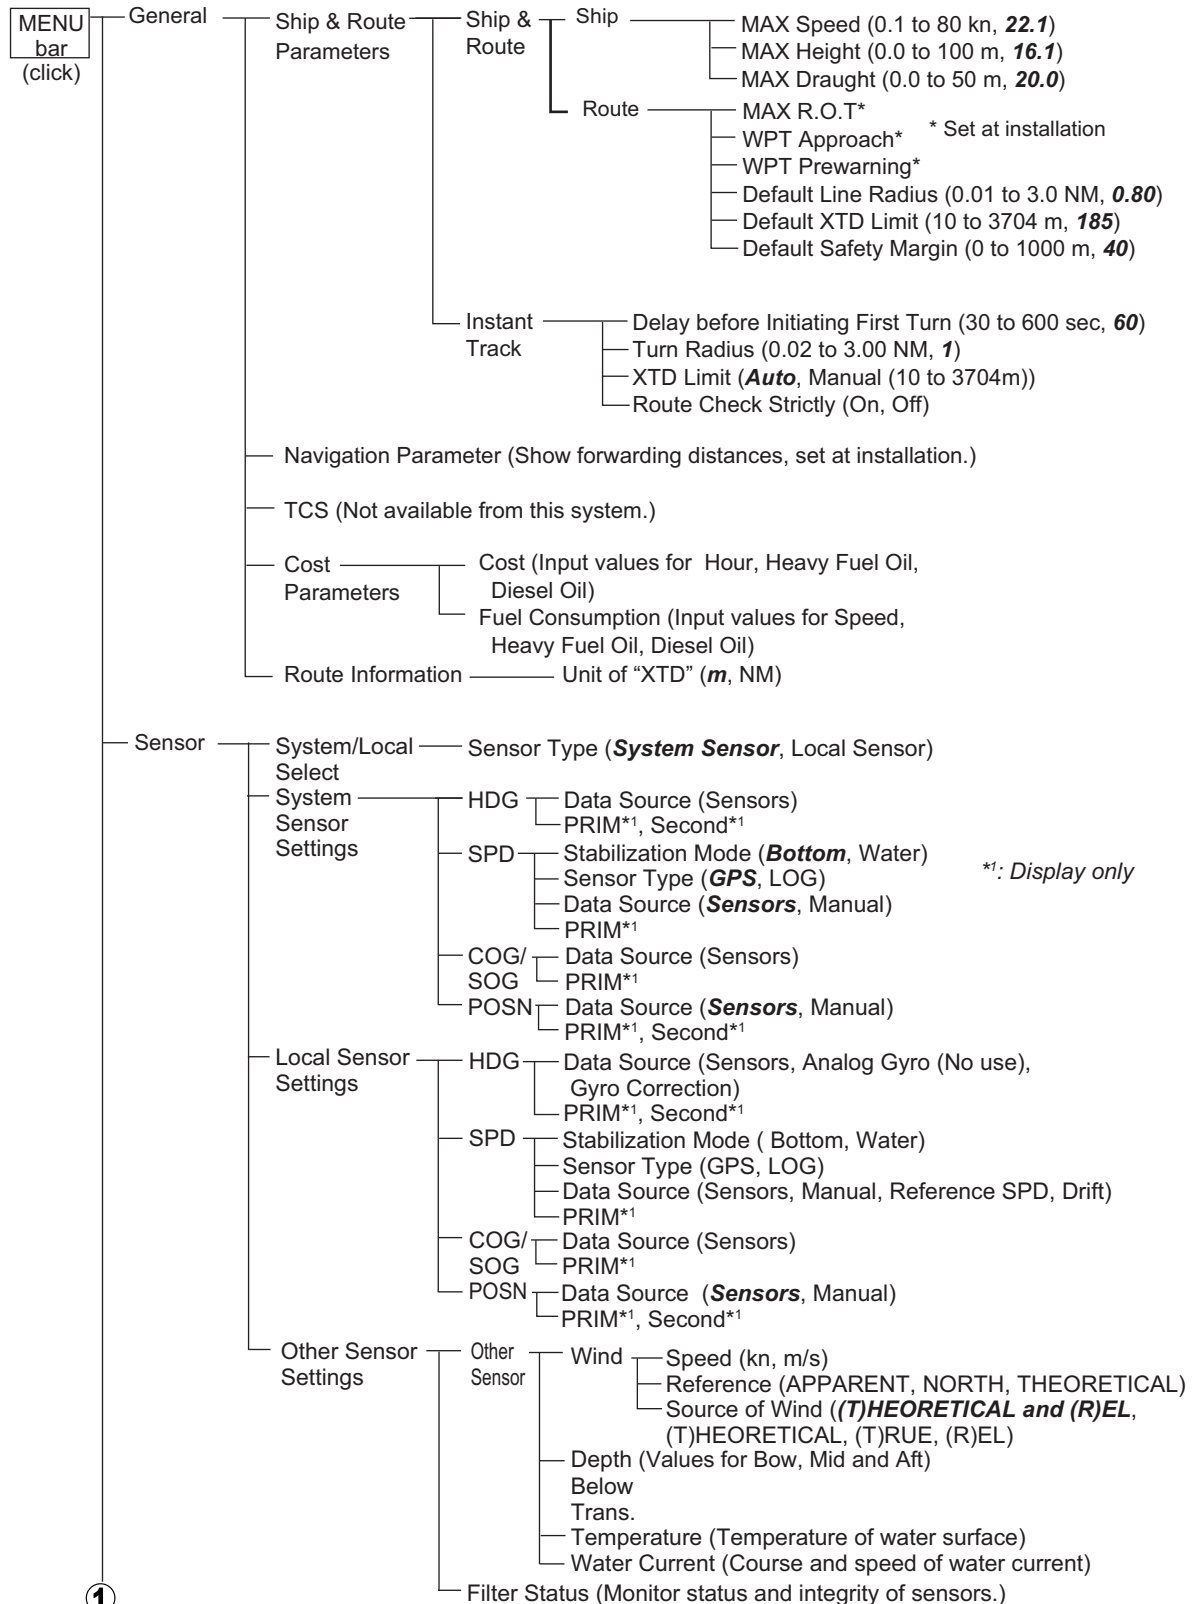 MENU
bar
(click)
General
Ship & Route
Parameters
Ship &
Route
Ship
MAX Speed (0.1 to 80 kn, 22.1)
MAX Height (0.0 to 100 m, 16.1)
MAX Draught (0.0 to 50 m, 20.0)
Route
MAX R.O.T*
WPT Approach*
* Set at installation
WPT Prewarning*
Default Line Radius (0.01 to 3.0 NM, 0.80)
Default XTD Limit (10 to 3704 m, 185)
Default Safety Margin (0 to 1000 m, 40)
Instant
Track
Delay before Initiating First Turn (30 to 600 sec, 60)
Turn Radius (0.02 to 3.00 NM, 1)
XTD Limit (Auto, Manual (10 to 3704m))
Route Check Strictly (On, Off)
Navigation Parameter (Show forwarding distances, set at installation.)
TCS (Not available from this system.)
Cost
Parameters
Cost (Input values for Hour, Heavy Fuel Oil,
Diesel Oil)
Fuel Consumption (Input values for Speed,
Heavy Fuel Oil, Diesel Oil)
Route Information
Unit of “XTD” (m, NM)
Sensor
System/Local
Select
Sensor Type (System Sensor, Local Sensor)
System
Sensor
Settings
HDG
Data Source (Sensors)
PRIM*1, Second*1
SPD
Stabilization Mode (Bottom, Water)
Sensor Type (GPS, LOG)
Data Source (Sensors, Manual)
PRIM*1
*1: Display only
COG/
SOG
Data Source (Sensors)
PRIM*1
POSN
Data Source (Sensors, Manual)
PRIM*1, Second*1
Local Sensor
Settings
HDG
Data Source (Sensors, Analog Gyro (No use),
Gyro Correction)
PRIM*1, Second*1
SPD
Stabilization Mode ( Bottom, Water)
Sensor Type (GPS, LOG)
Data Source (Sensors, Manual, Reference SPD, Drift)
PRIM*1
COG/
SOG
Data Source (Sensors)
PRIM*1
POSN
Data Source (Sensors, Manual)
PRIM*1, Second*1
Other Sensor
Settings
Other
Sensor
Wind
Speed (kn, m/s)
Reference (APPARENT, NORTH, THEORETICAL)
Source of Wind ((T)HEORETICAL and (R)EL,
(T)HEORETICAL, (T)RUE, (R)EL)
Depth (Values for Bow, Mid and Aft)
Below
Trans.
Temperature (Temperature of water surface)
Water Current (Course and speed of water current)
Filter Status (Monitor status and integrity of sensors.)
1